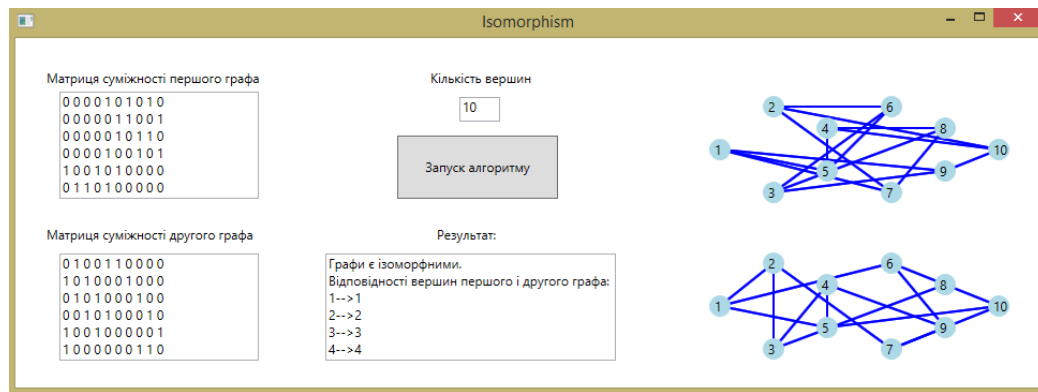 Isomorphism
Матриця суміжності першого графа
0 0 0 0 1 0 1 0 1 0
0 0 0 0 0 1 1 0 0 1
0 0 0 0 0 1 0 1 1 0
0 0 0 0 1 0 0 1 0 1
1 0 0 1 0 1 0 0 0 0
0 1 1 0 1 0 0 0 0 0
Кількість вершин
10
Запуск алгоритму
2
6
4
8
1
10
5
9
3
7
Матриця суміжності другого графа
0 1 0 0 1 1 0 0 0 0
1 0 1 0 0 0 1 0 0 0
0 1 0 1 0 0 0 1 0 0
0 0 1 0 1 0 0 0 1 0
1 0 0 1 0 0 0 0 0 1
1 0 0 0 0 0 0 1 1 0
Результат:
Графи є ізоморфними.
Відповідності вершин першого і другого графа:
1-->1
2-->2
3-->3
4-->4
2
6
4
8
1
10
5
9
3
7